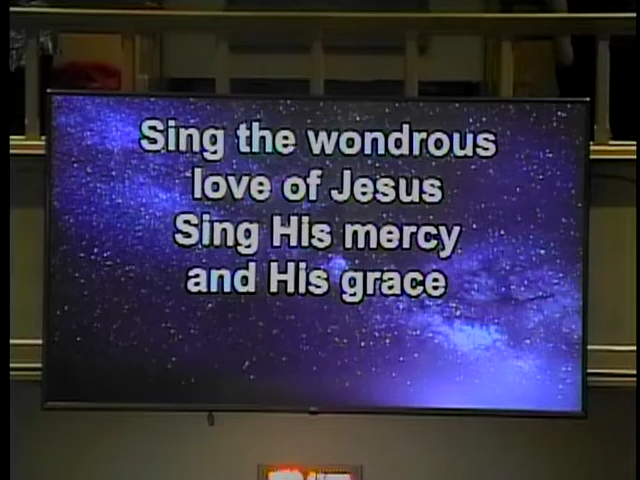 Sing the wondrous
love of Jesus
Sing His mercy
and His grace